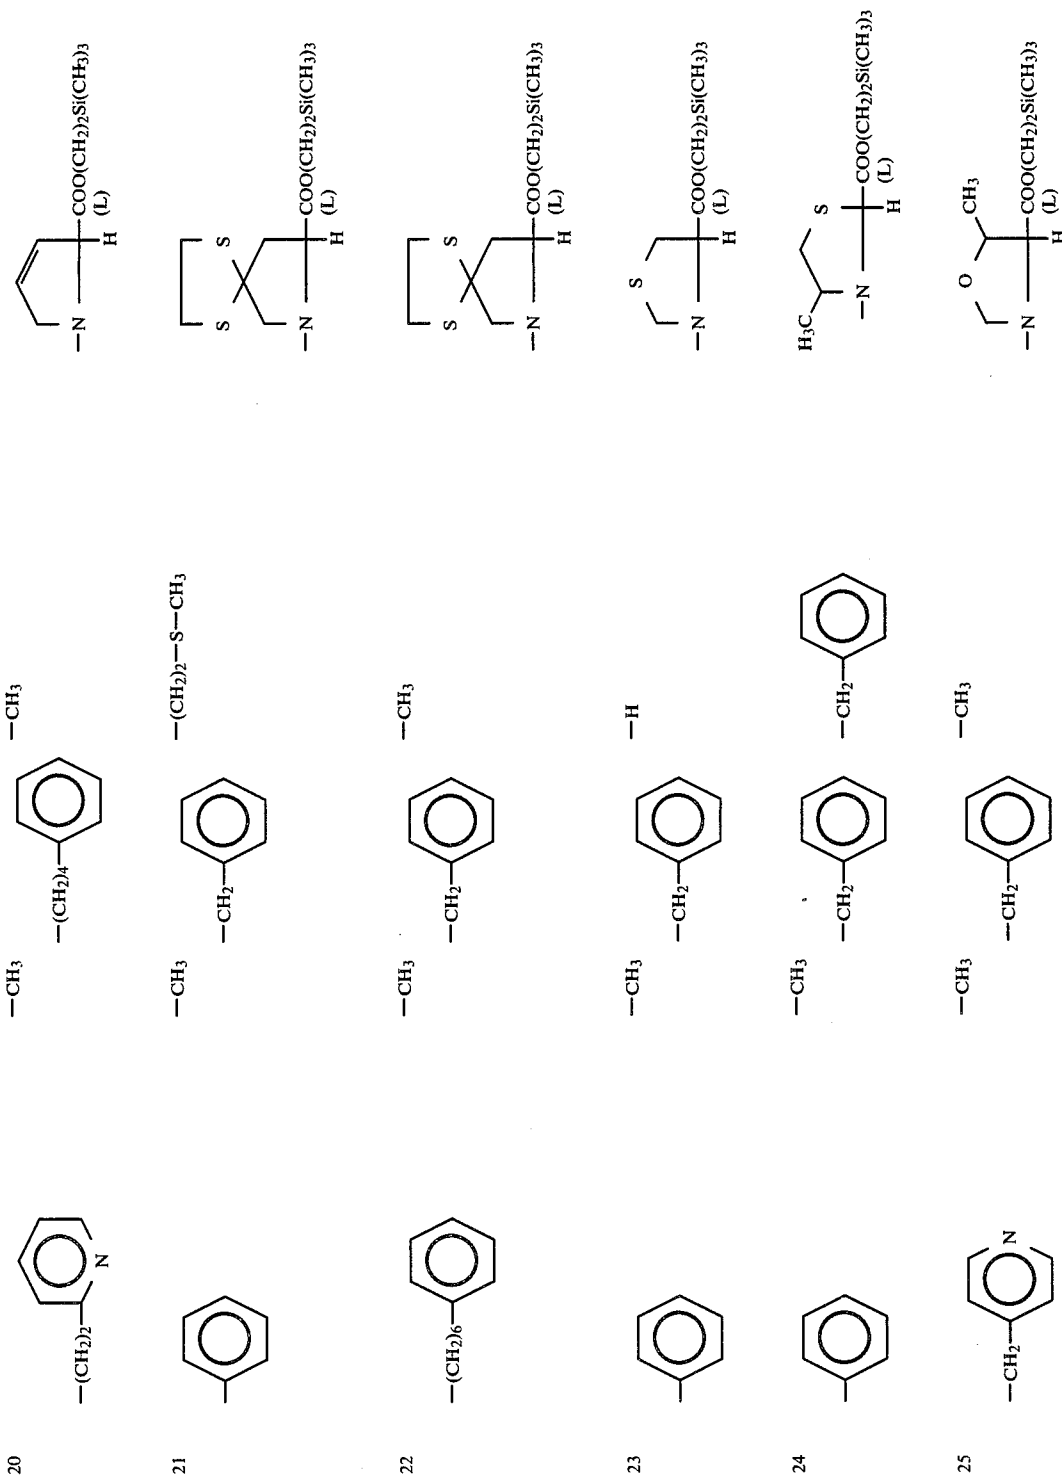 20
—(CH₂)₂—
N
—CH₃
—(CH₂)₄—
—CH₃
—N
COO(CH₂)₂Si(CH₃)₃
(L)
H
21
—CH₃
—CH₂—
—(CH₂)₂—S—CH₃
S
S
—N
COO(CH₂)₂Si(CH₃)₃
(L)
H
22
—(CH₂)₆—
—CH₃
—CH₂—
—CH₃
S
S
—N
COO(CH₂)₂Si(CH₃)₃
(L)
H
23
—CH₃
—CH₂—
—H
S
—N
COO(CH₂)₂Si(CH₃)₃
(L)
H
24
—CH₃
—CH₂—
—CH₂—
H₃C
S
—N
COO(CH₂)₂Si(CH₃)₃
(L)
H
25
—CH₂—
N
—CH₃
—CH₂—
—CH₃
O
CH₃
—N
COO(CH₂)₂Si(CH₃)₃
(L)
H